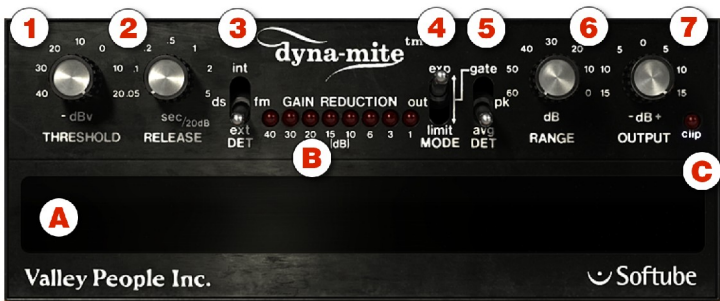 1 2 3 4 5 6 7
dyna-mite tm
20 10 0 10 20 30 40
- dBv
THRESHOLD
.05 .1 .2 .5 1 2 5
sec/20dB
RELEASE
int
ds fm
ext
DET
GAIN REDUCTION
40 30 20 15 10 6 3 1
[dB]
B
exp
out
limit
MODE
gate
pk
avg
DET
60 50 40 30 20 10 0
dB
RANGE
15 10 5 0 5 10 15
- dB +
OUTPUT
clip
C
A
Valley People Inc.
Softube